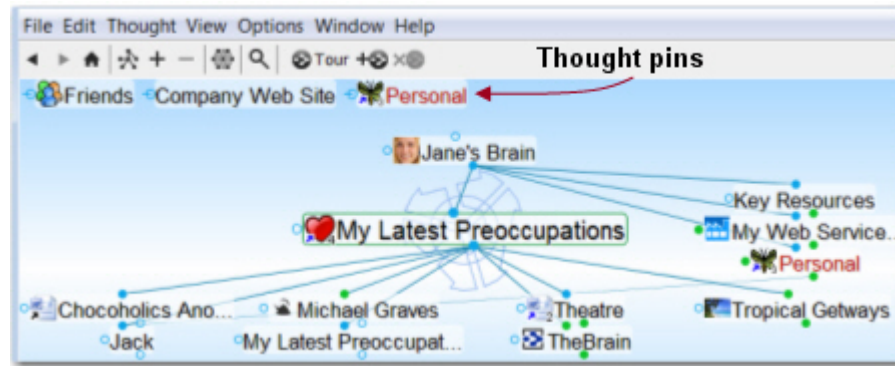 File Edit Thought View Options Window Help
Tour
Thought pins
Friends Company Web Site Personal
Jane's Brain
Key Resources
My Latest Preoccupations
My Web Service...
Personal
Chocoholics Ano... Michael Graves Theatre Tropical Getways
Jack My Latest Preoccupat... TheBrain